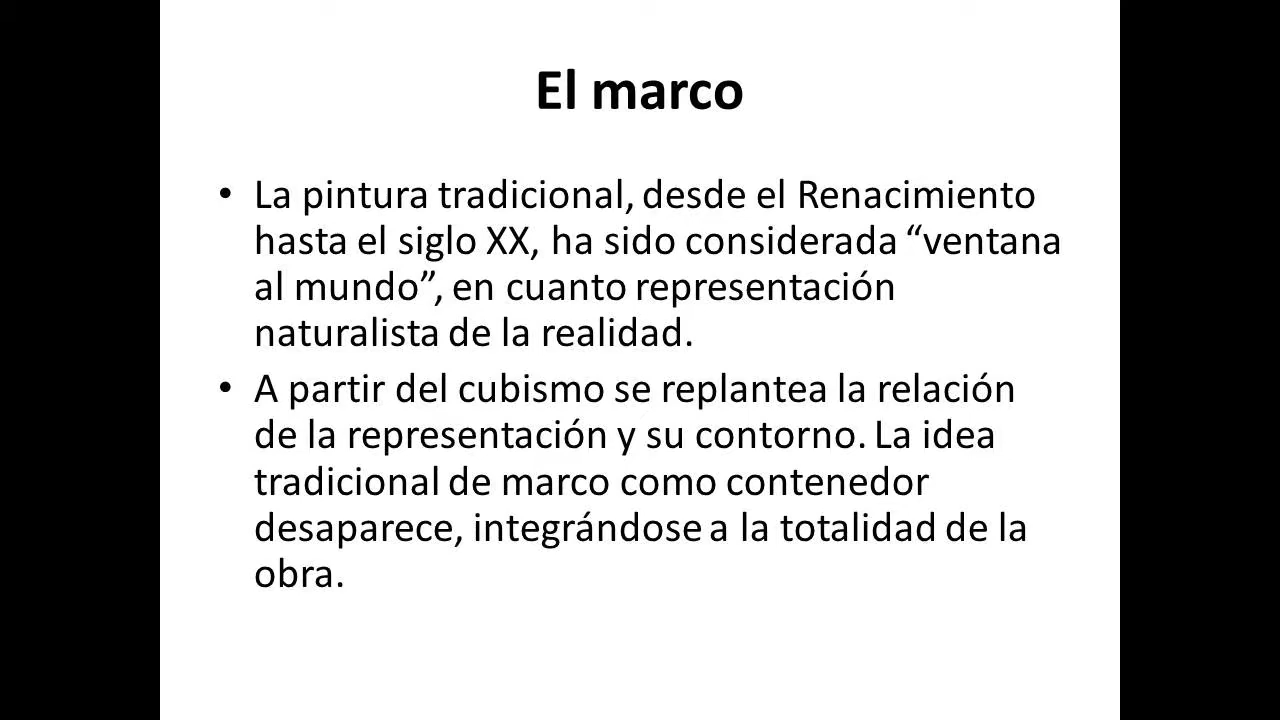 El marco
• La pintura tradicional, desde el Renacimiento
hasta el siglo XX, ha sido considerada “ventana
al mundo”, en cuanto representación
naturalista de la realidad.
• A partir del cubismo se replantea la relación
de la representación y su contorno. La idea
tradicional de marco como contenedor
desaparece, integrándose a la totalidad de la
obra.